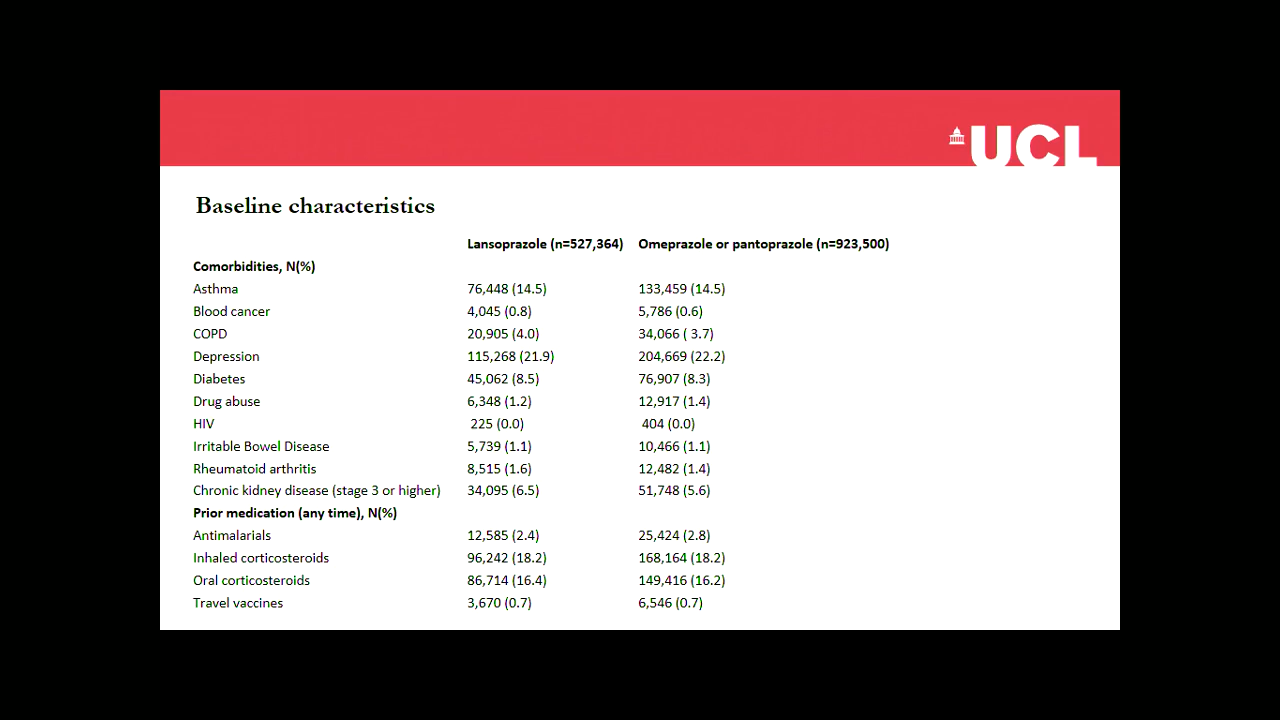 UCL
Baseline characteristics
Lansoprazole (n=527,364) Omeprazole or pantoprazole (n=923,500)
Comorbidities, N(%)
Asthma 76,448 (14.5) 133,459 (14.5)
Blood cancer 4,045 (0.8) 5,786 (0.6)
COPD 20,905 (4.0) 34,066 ( 3.7)
Depression 115,268 (21.9) 204,669 (22.2)
Diabetes 45,062 (8.5) 76,907 (8.3)
Drug abuse 6,348 (1.2) 12,917 (1.4)
HIV 225 (0.0) 404 (0.0)
Irritable Bowel Disease 5,739 (1.1) 10,466 (1.1)
Rheumatoid arthritis 8,515 (1.6) 12,482 (1.4)
Chronic kidney disease (stage 3 or higher) 34,095 (6.5) 51,748 (5.6)
Prior medication (any time), N(%)
Antimalarials 12,585 (2.4) 25,424 (2.8)
Inhaled corticosteroids 96,242 (18.2) 168,164 (18.2)
Oral corticosteroids 86,714 (16.4) 149,416 (16.2)
Travel vaccines 3,670 (0.7) 6,546 (0.7)